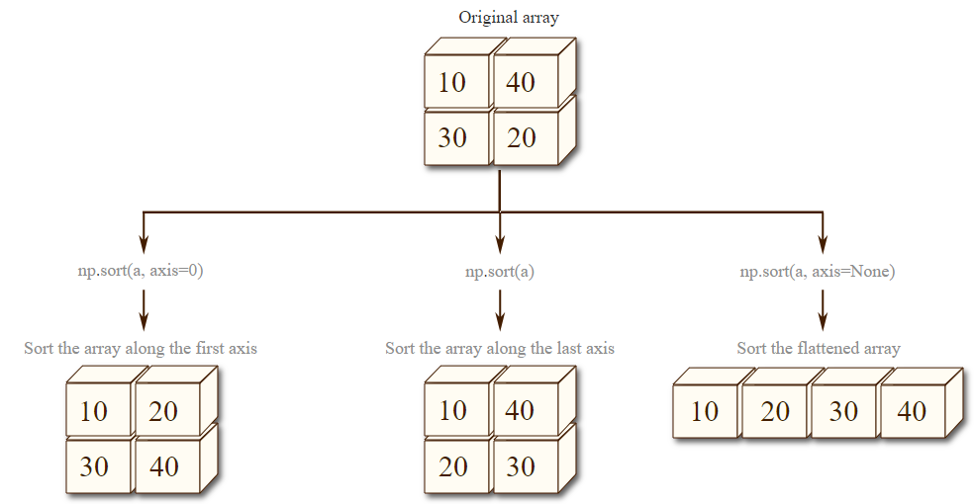 Original array
10 40
30 20
np.sort(a, axis=0)
np.sort(a)
np.sort(a, axis=None)
Sort the array along the first axis
Sort the array along the last axis
Sort the flattened array
10 20
30 40
10 40
20 30
10 20 30 40